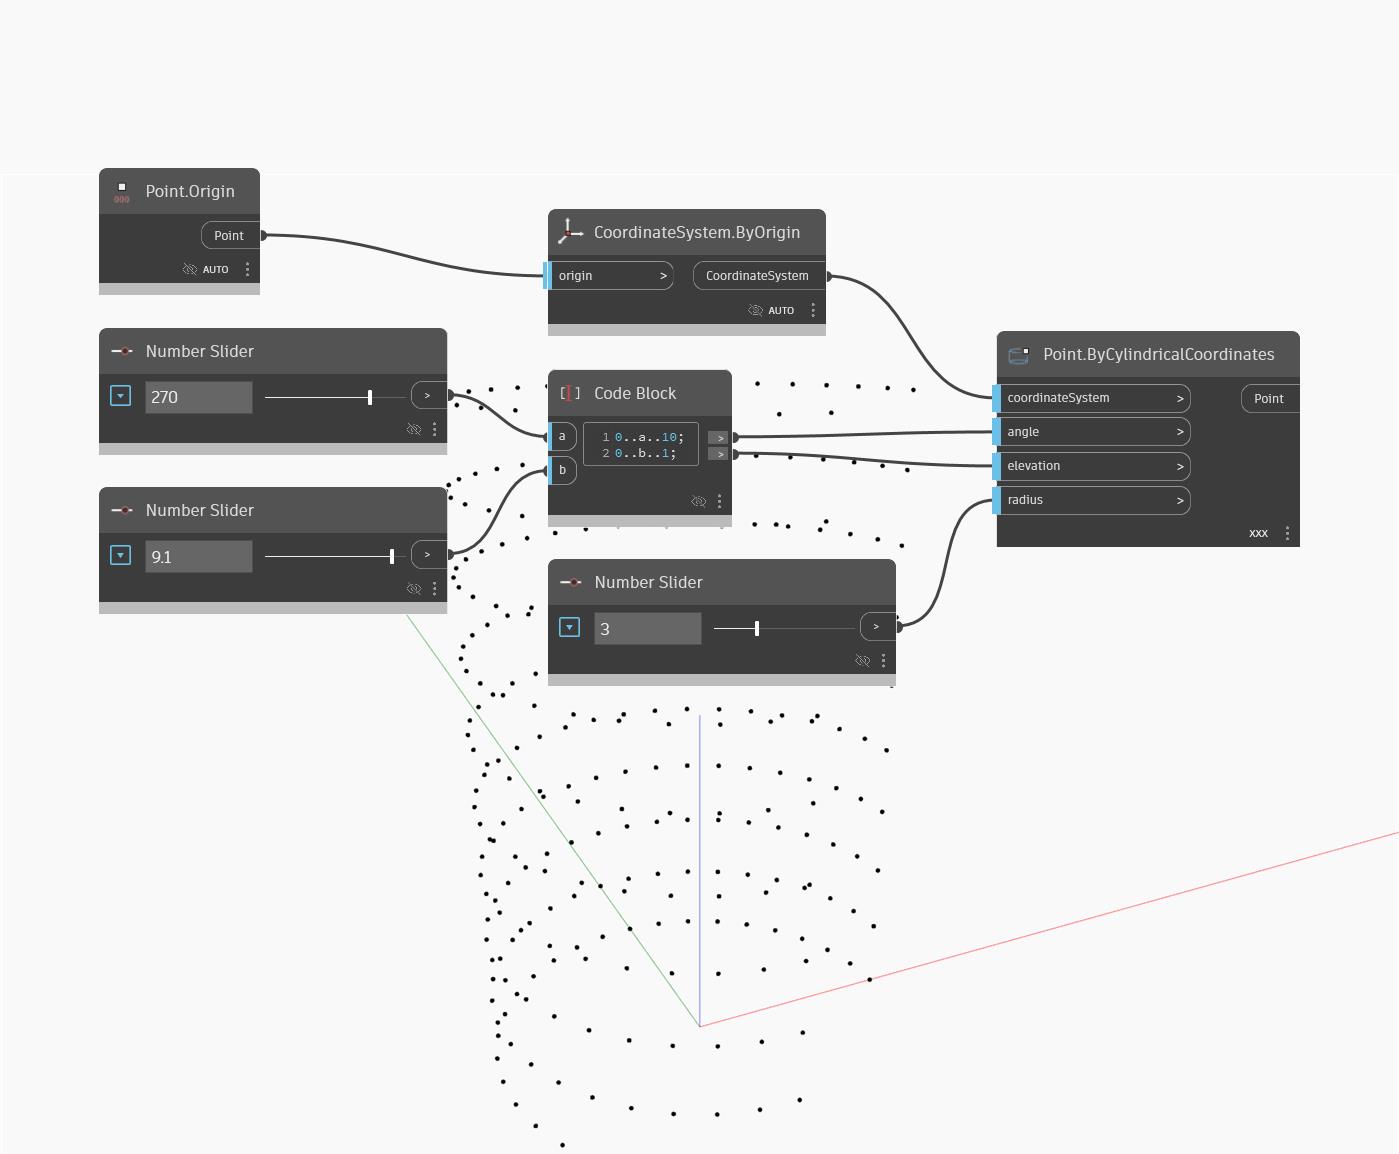 Point.Origin
Point
AUTO
CoordinateSystem.ByOrigin
origin > CoordinateSystem
AUTO
Number Slider
270 >
Code Block
a 1 0..a..10; >
b 2 0..b..1; >
Point.ByCylindricalCoordinates
coordinateSystem > Point
angle >
elevation >
radius >
XXX
Number Slider
9.1 >
Number Slider
3 >